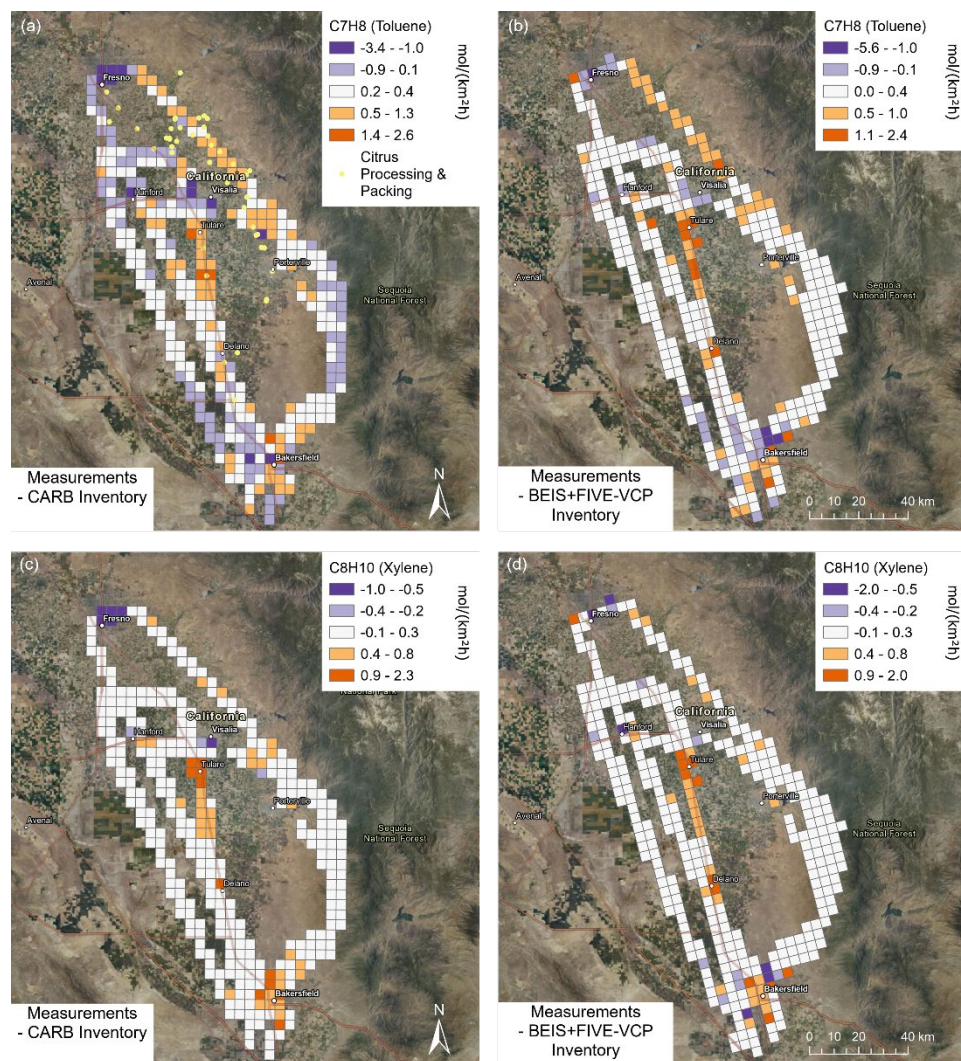 (a)
C7H8 (Toluene)
-3.4 - -1.0
-0.9 - 0.1
0.2 - 0.4
0.5 - 1.3
1.4 - 2.6
Citrus
Processing &
Packing
mol/(km²h)
Fresno
California
Hanford
Visalia
Tulare
Porterville
Avenal
Sequoia
National Forest
Delano
Bakersfield
Measurements
- CARB Inventory
N
(b)
C7H8 (Toluene)
-5.6 - -1.0
-0.9 - -0.1
0.0 - 0.4
0.5 - 1.0
1.1 - 2.4
mol/(km²h)
Fresno
California
Hanford
Visalia
Tulare
Porterville
Avenal
Sequoia
National Forest
Delano
Bakersfield
Measurements
- BEIS+FIVE-VCP
Inventory
N
0 10 20 40 km
(c)
C8H10 (Xylene)
-1.0 - -0.5
-0.4 - -0.2
-0.1 - 0.3
0.4 - 0.8
0.9 - 2.3
mol/(km²h)
National Park
Fresno
California
Hanford
Visalia
Tulare
Porterville
Avenal
Sequoia
National Forest
Delano
Bakersfield
Measurements
- CARB Inventory
N
(d)
C8H10 (Xylene)
-2.0 - -0.5
-0.4 - -0.2
-0.1 - 0.3
0.4 - 0.8
0.9 - 2.0
mol/(km²h)
Fresno
California
Hanford
Visalia
Tulare
Porterville
Avenal
Sequoia
National Forest
Delano
Bakersfield
Measurements
- BEIS+FIVE-VCP
Inventory
N
0 10 20 40 km